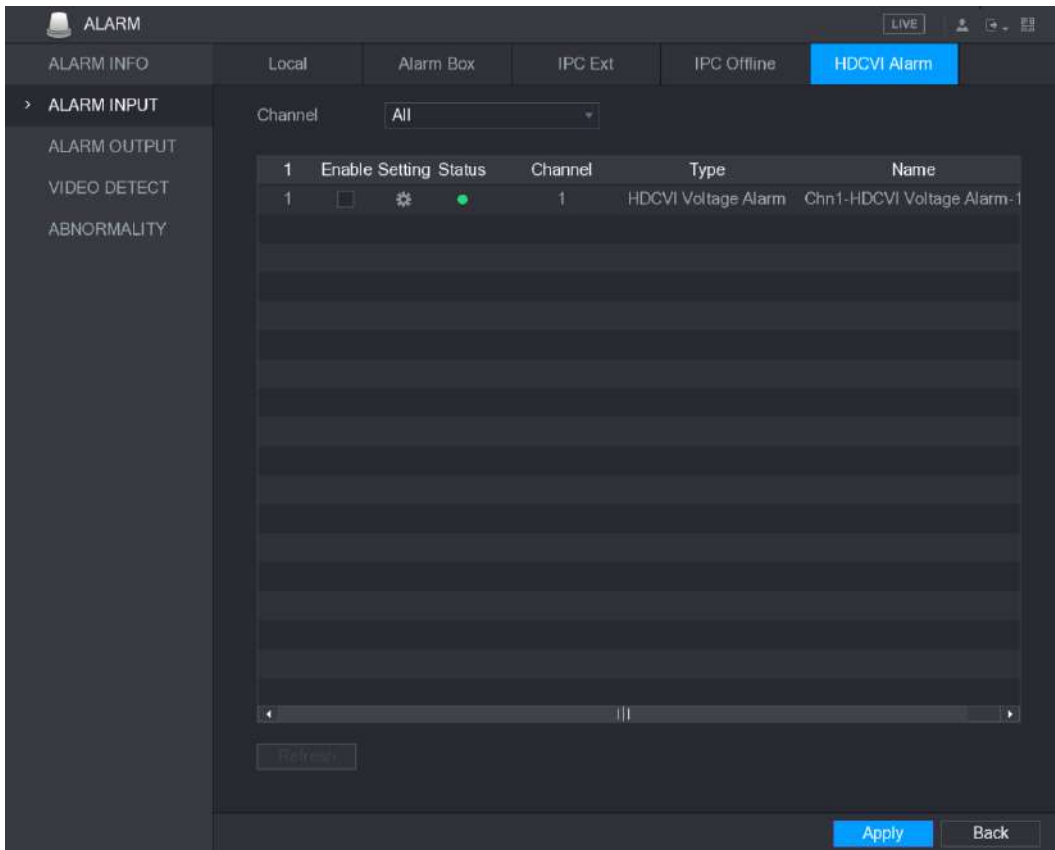 ALARM
LIVE
ALARM INFO
ALARM INPUT
ALARM OUTPUT
VIDEO DETECT
ABNORMALITY
Local Alarm Box IPC Ext IPC Offline HDCVI Alarm
Channel All
1 Enable Setting Status Channel Type Name
1 1 HDCVI Voltage Alarm Chn1-HDCVI Voltage Alarm-1
Refresh
Apply Back